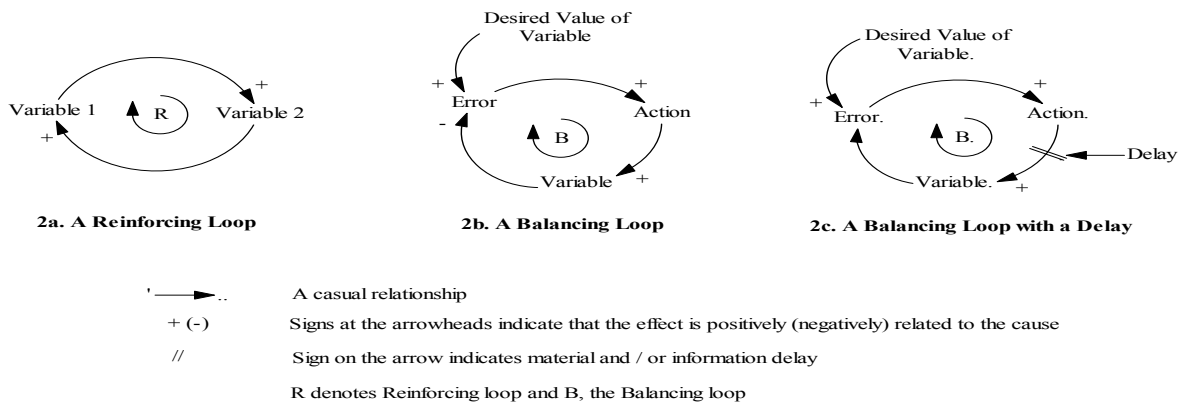 Variable 1
+
+
R
Variable 2
2a. A Reinforcing Loop
Desired Value of
Variable
+
Error
-
+
Action
B
Variable
+
2b. A Balancing Loop
Desired Value of
Variable.
+
Error.
+
Action.
B.
Delay
Variable.
+
2c. A Balancing Loop with a Delay
' .. A casual relationship
+ (-) Signs at the arrowheads indicate that the effect is positively (negatively) related to the cause
// Sign on the arrow indicates material and / or information delay
R denotes Reinforcing loop and B, the Balancing loop